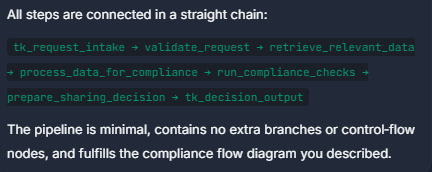 All steps are connected in a straight chain:
tk_request_intake → validate_request → retrieve_relevant_data
→ process_data_for_compliance → run_compliance_checks →
prepare_sharing_decision → tk_decision_output
The pipeline is minimal, contains no extra branches or control-flow
nodes, and fulfills the compliance flow diagram you described.